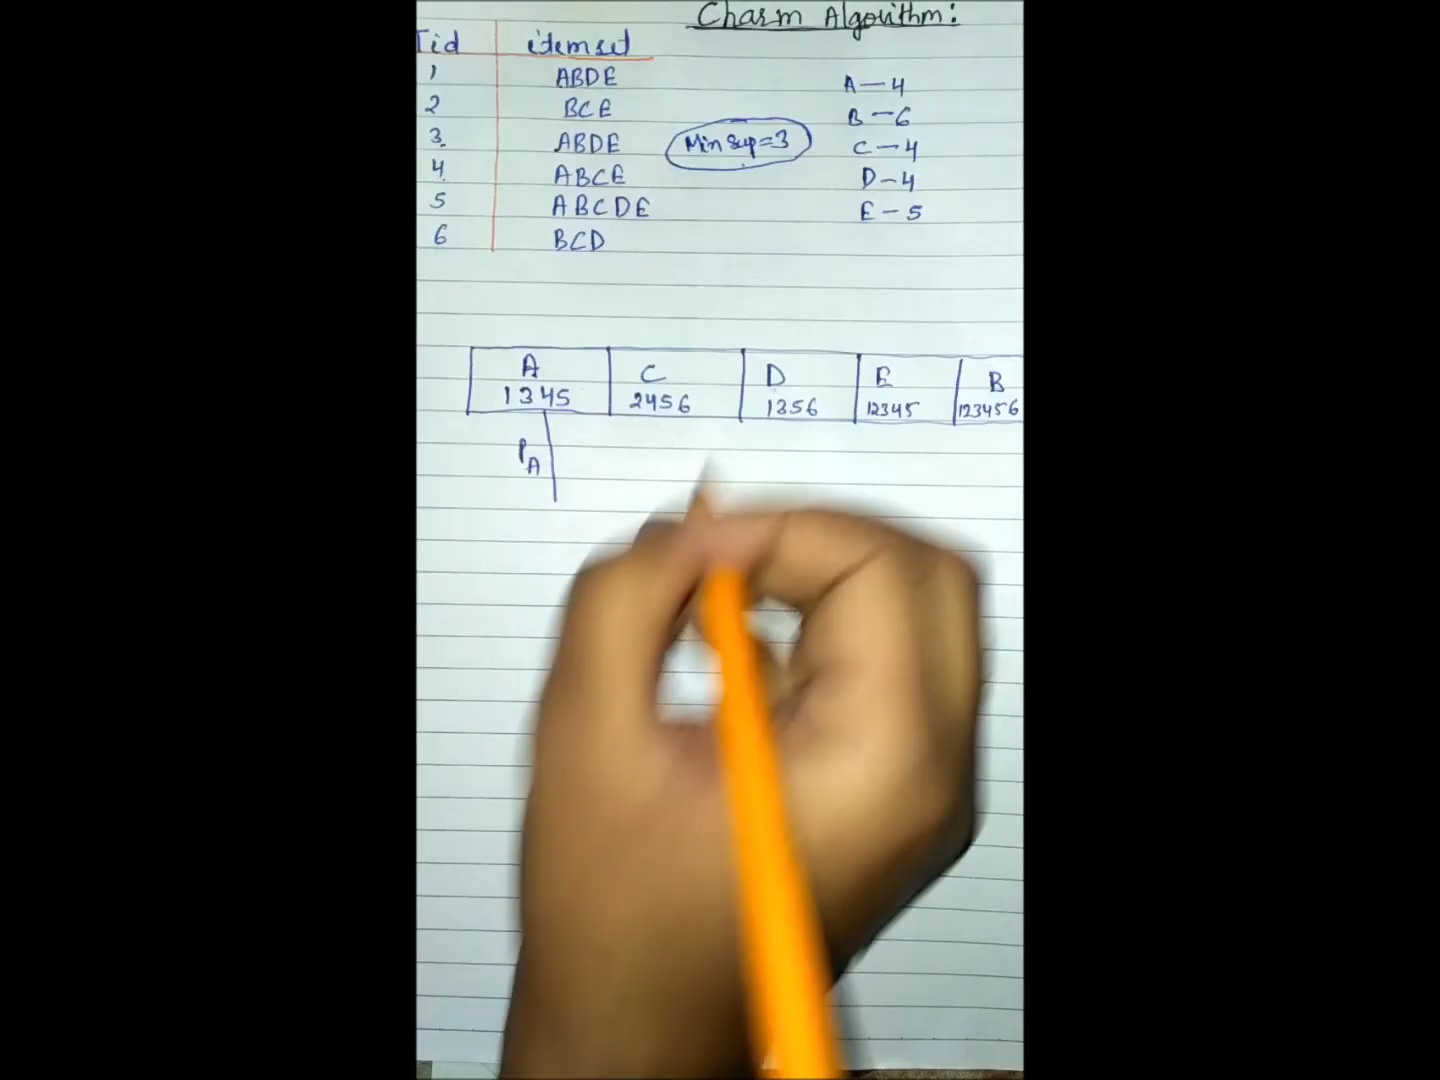 Charm Algorithm:
Tid itemset
1 ABDE A—4
2 BCE B—6
3. ABDE Min Sup=3 C—4
4 ABCE D—4
5 ABCDE E—5
6 BCD
A C D E B
1345 2456 1356 12345 123456
PA